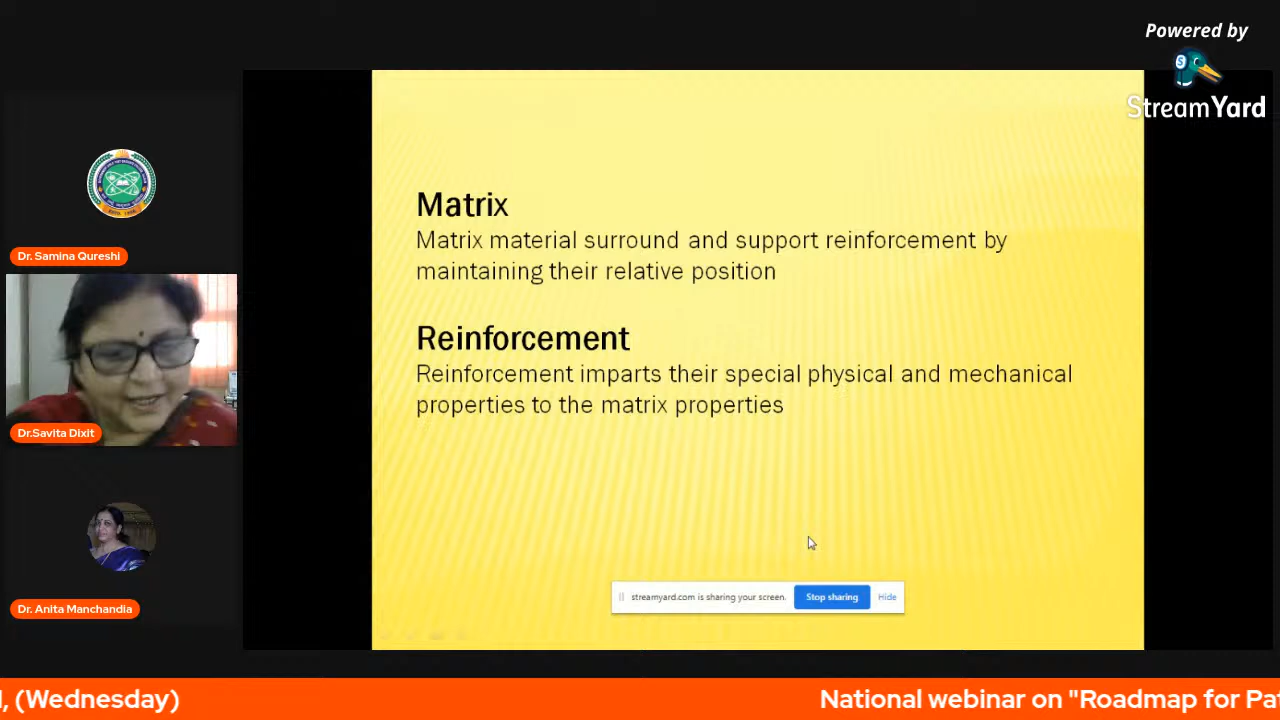 Powered by
StreamYard
Dr. Samina Qureshi
Dr.Savita Dixit
Dr. Anita Manchandia
Matrix
Matrix material surround and support reinforcement by
maintaining their relative position
Reinforcement
Reinforcement imparts their special physical and mechanical
properties to the matrix properties
streamyard.com is sharing your screen.
Stop sharing
Hide
(Wednesday)
National webinar on "Roadmap for